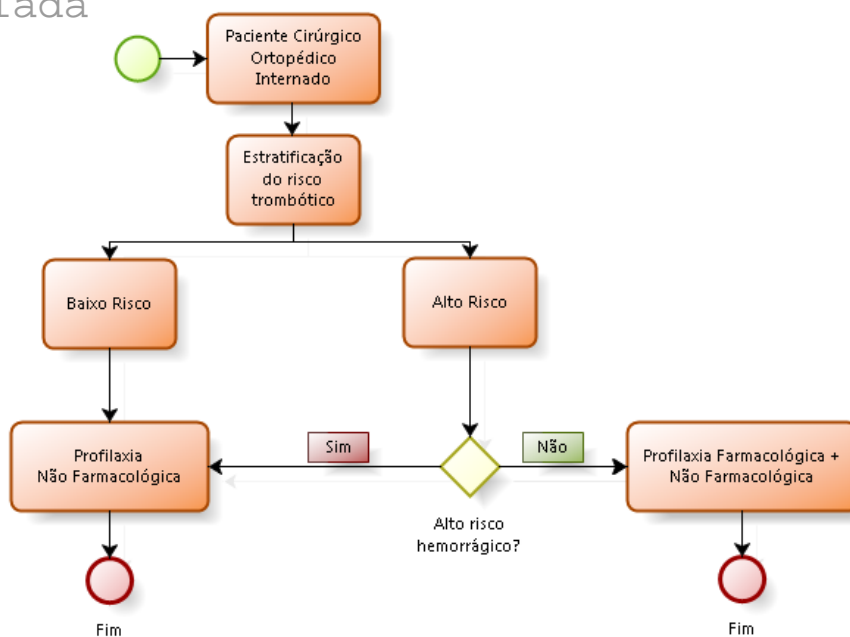 Paciente Cirúrgico
Ortopédico
Internado
Estratificação
do risco
trombótico
Baixo Risco
Alto Risco
Profilaxia
Não Farmacológica
Sim
Não
Profilaxia Farmacológica +
Não Farmacológica
Alto risco
hemorrágico?
Fim
Fim